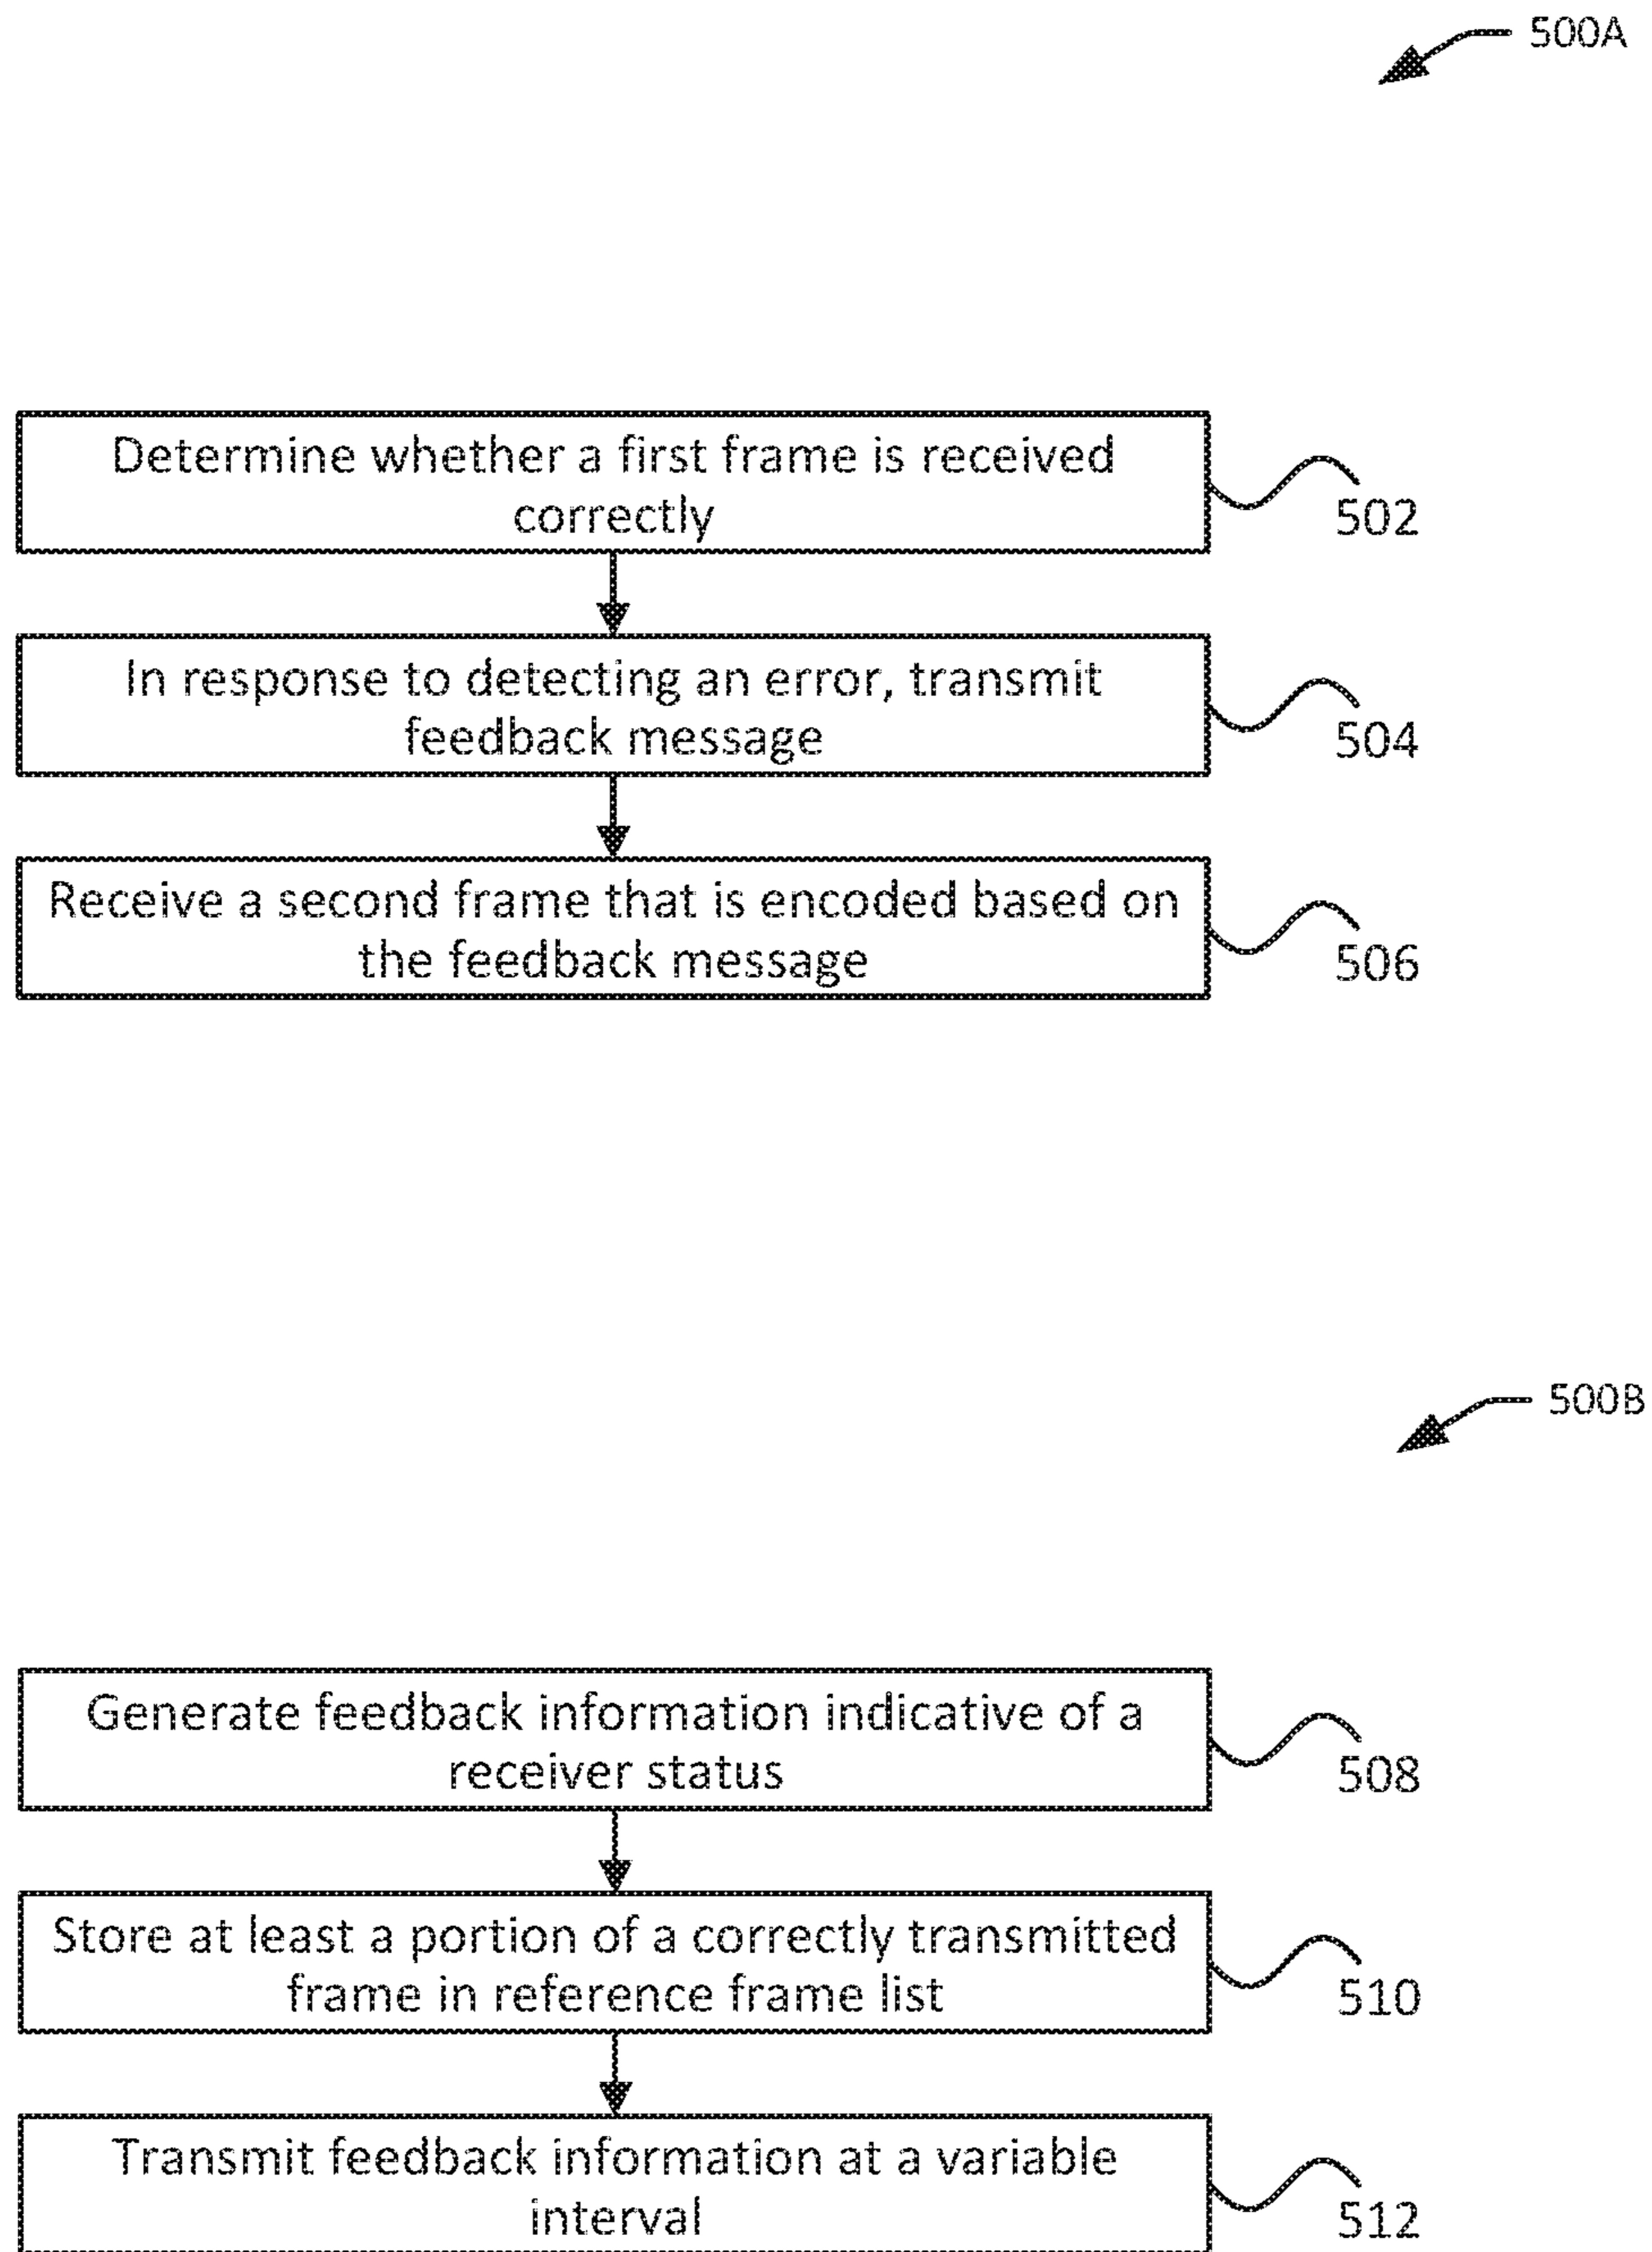 500A
Determine whether a first frame is received
correctly
502
In response to detecting an error, transmit
feedback message
504
Receive a second frame that is encoded based on
the feedback message
506
500B
Generate feedback information indicative of a
receiver status
508
Store at least a portion of a correctly transmitted
frame in reference frame list
510
Transmit feedback information at a variable
interval
512